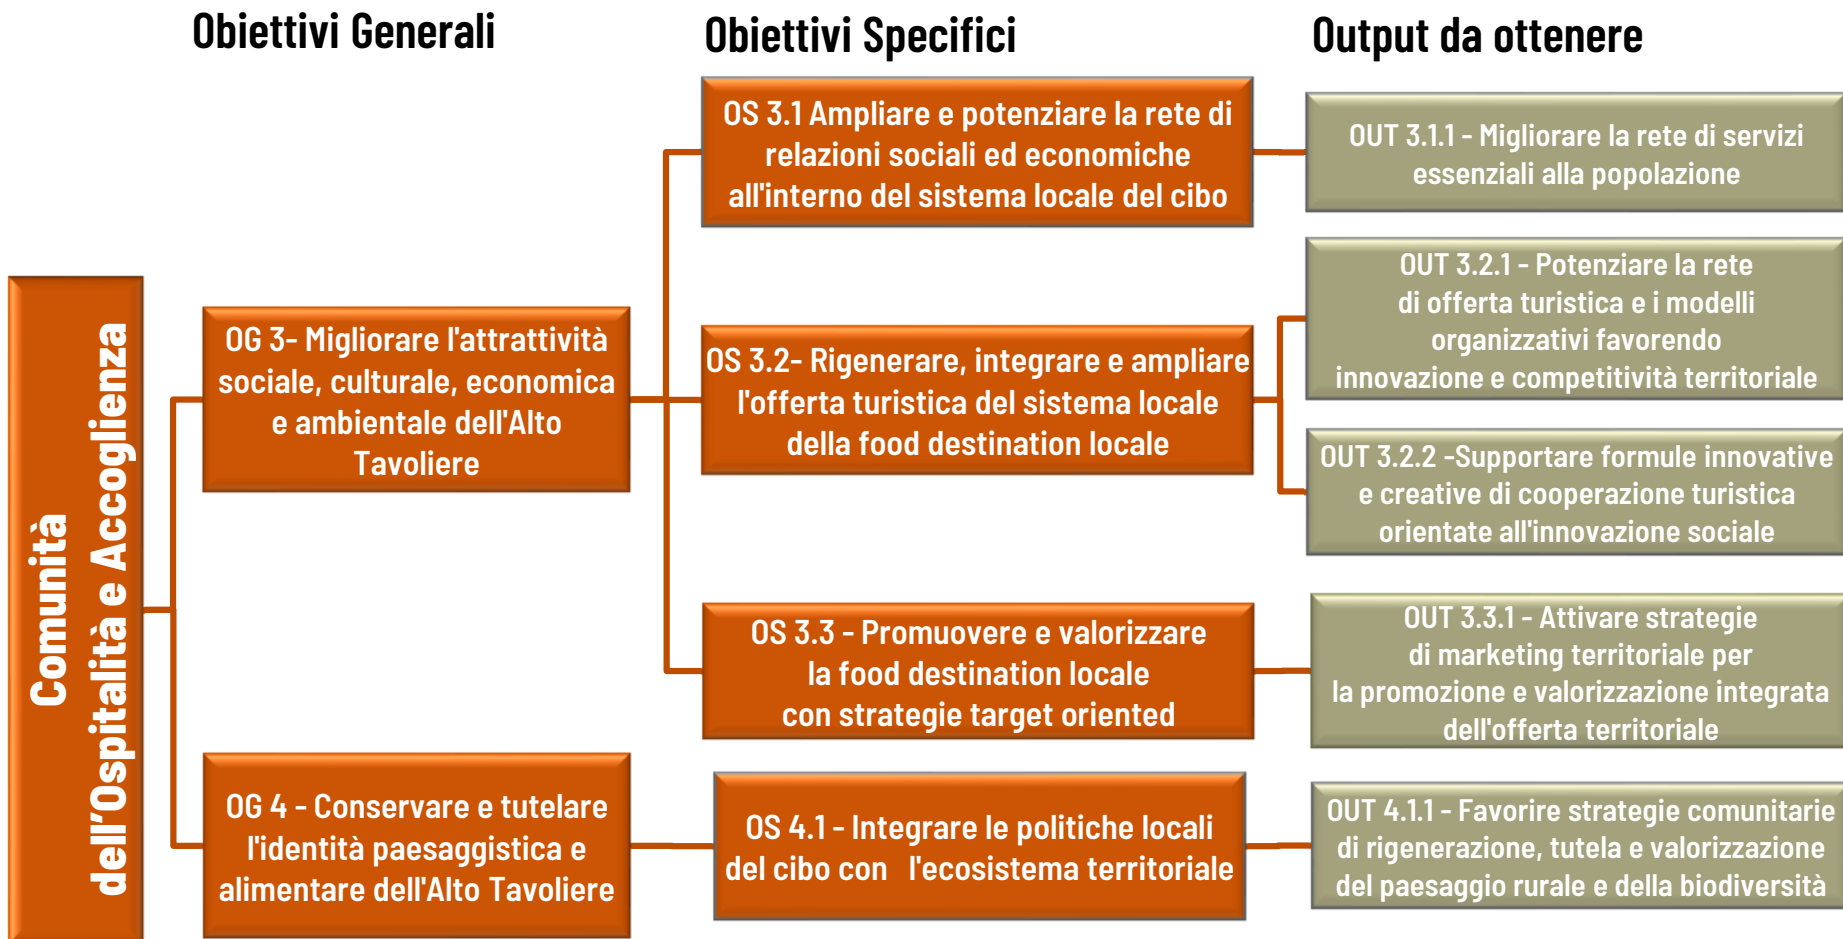 Obiettivi Generali
Obiettivi Specifici
Output da ottenere
Comunità
dell'Ospitalità e Accoglienza
OG 3- Migliorare l'attrattività
sociale, culturale, economica
e ambientale dell'Alto
Tavoliere
OS 3.1 Ampliare e potenziare la rete di
relazioni sociali ed economiche
all'interno del sistema locale del cibo
OUT 3.1.1 - Migliorare la rete di servizi
essenziali alla popolazione
OS 3.2- Rigenerare, integrare e ampliare
l'offerta turistica del sistema locale
della food destination locale
OUT 3.2.1 - Potenziare la rete
di offerta turistica e i modelli
organizzativi favorendo
innovazione e competitività territoriale
OUT 3.2.2 -Supportare formule innovative
e creative di cooperazione turistica
orientate all'innovazione sociale
OS 3.3 - Promuovere e valorizzare
la food destination locale
con strategie target oriented
OUT 3.3.1 - Attivare strategie
di marketing territoriale per
la promozione e valorizzazione integrata
dell'offerta territoriale
OG 4 - Conservare e tutelare
l'identità paesaggistica e
alimentare dell'Alto Tavoliere
OS 4.1 - Integrare le politiche locali
del cibo con l'ecosistema territoriale
OUT 4.1.1 - Favorire strategie comunitarie
di rigenerazione, tutela e valorizzazione
del paesaggio rurale e della biodiversità